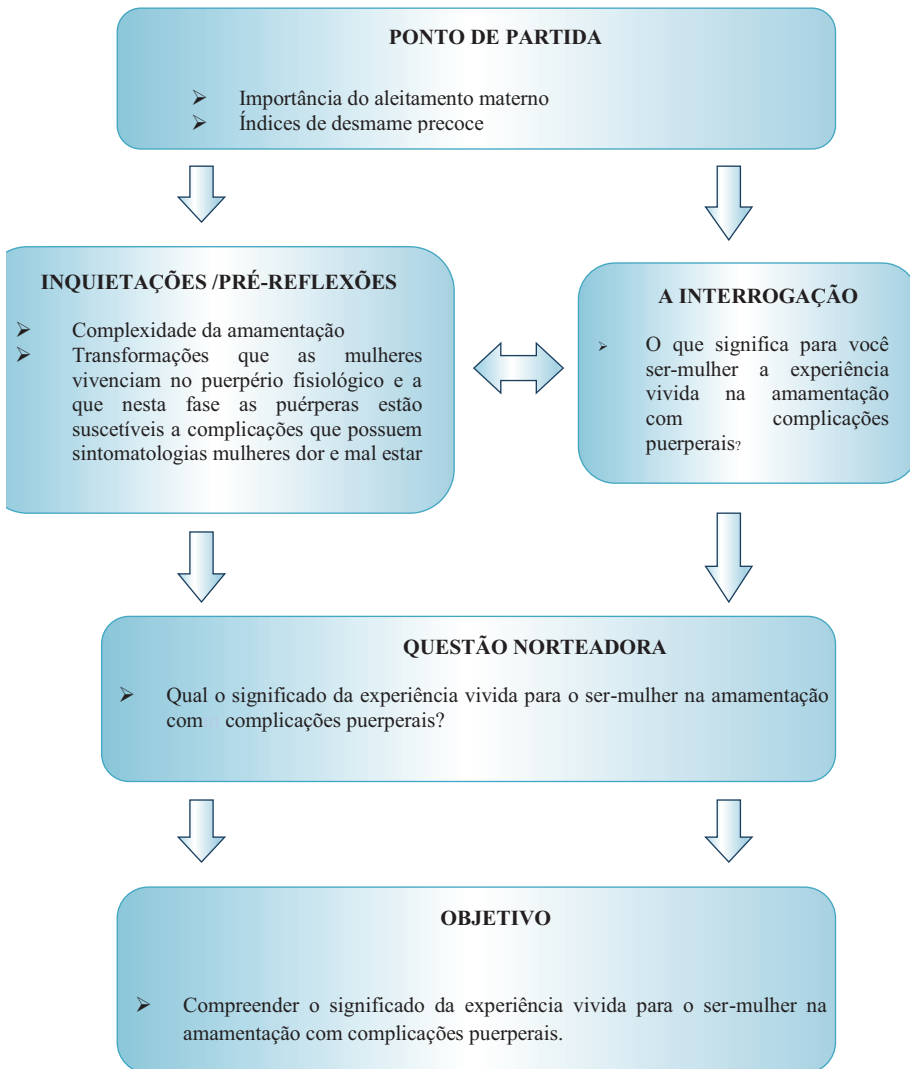 PONTO DE PARTIDA
➢ Importância do aleitamento materno
➢ Índices de desmame precoce
INQUIETAÇÕES /PRÉ-REFLEXÕES
➢ Complexidade da amamentação
➢ Transformações que as mulheres
vivenciam no puerpério fisiológico e a
que nesta fase as puérperas estão
suscetíveis a complicações que possuem
sintomatologias mulheres dor e mal estar
A INTERROGAÇÃO
➢ O que significa para você
ser-mulher a experiência
vivida na amamentação
com complicações
puerperais?
QUESTÃO NORTEADORA
➢ Qual o significado da experiência vivida para o ser-mulher na amamentação
com complicações puerperais?
OBJETIVO
➢ Compreender o significado da experiência vivida para o ser-mulher na
amamentação com complicações puerperais.